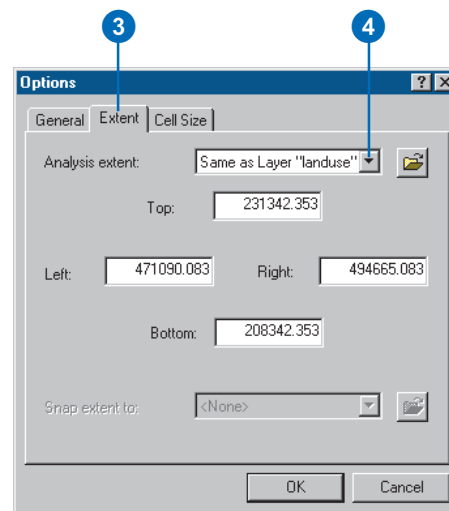 3 4
Options
General Extent Cell Size
Analysis extent: Same as Layer "landuse"
Top: 231342.353
Left: 471090.083 Right: 494665.083
Bottom: 208342.353
Snap extent to: <None>
OK Cancel